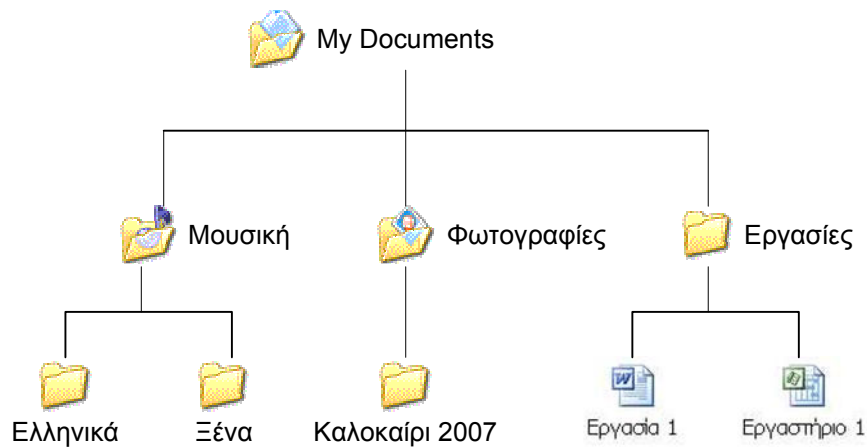 My Documents
Μουσική
Φωτογραφίες
Εργασίες
Ελληνικά
Ξένα
Καλοκαίρι 2007
Εργασία 1
Εργαστήριο 1